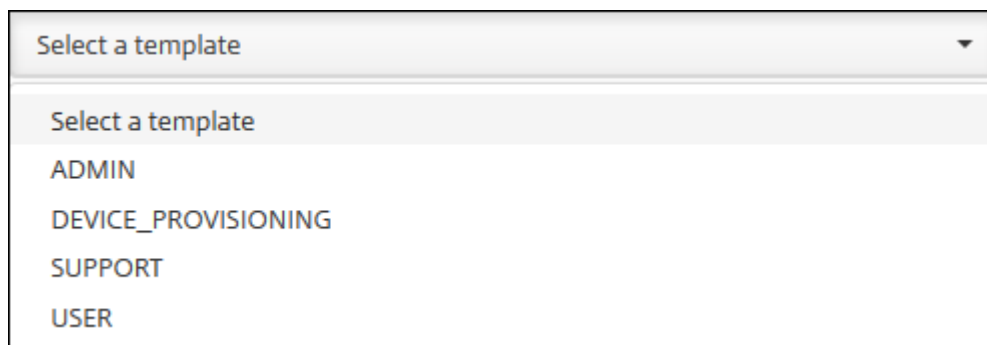 Select a template
Select a template
ADMIN
DEVICE_PROVISIONING
SUPPORT
USER